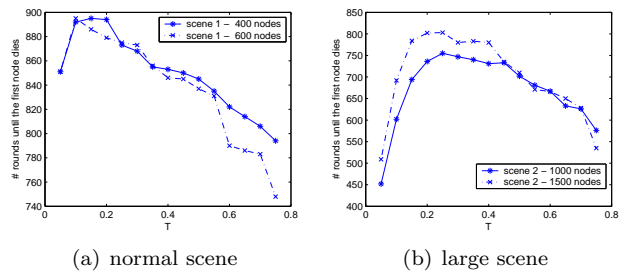 900
880
860
840
820
800
780
760
740
0
0.2
0.4
0.6
0.8
T
# rounds until the first node dies
scene 1 – 400 nodes
scene 1 – 600 nodes
(a) normal scene
850
800
750
700
650
600
550
500
450
400
0
0.2
0.4
0.6
0.8
T
# rounds until the first node dies
scene 2 – 1000 nodes
scene 2 – 1500 nodes
(b) large scene